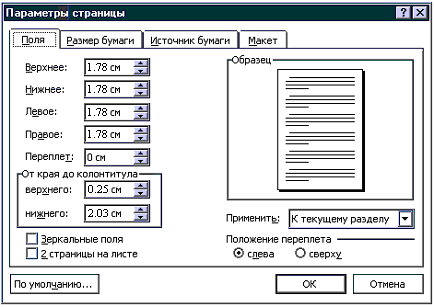 Параметры страницы
Поля Размер бумаги Источник бумаги Макет
Верхнее: 1.78 см
Нижнее: 1.78 см
Левое: 1.78 см
Правое: 1.78 см
Переплет: 0 см
От края до колонтитула
верхнего: 0.25 см
нижнего: 2.03 см
Зеркальные поля
2 страницы на листе
Образец
Применить: К текущему разделу
Положение переплета
слева сверху
По умолчанию... ОК Отмена